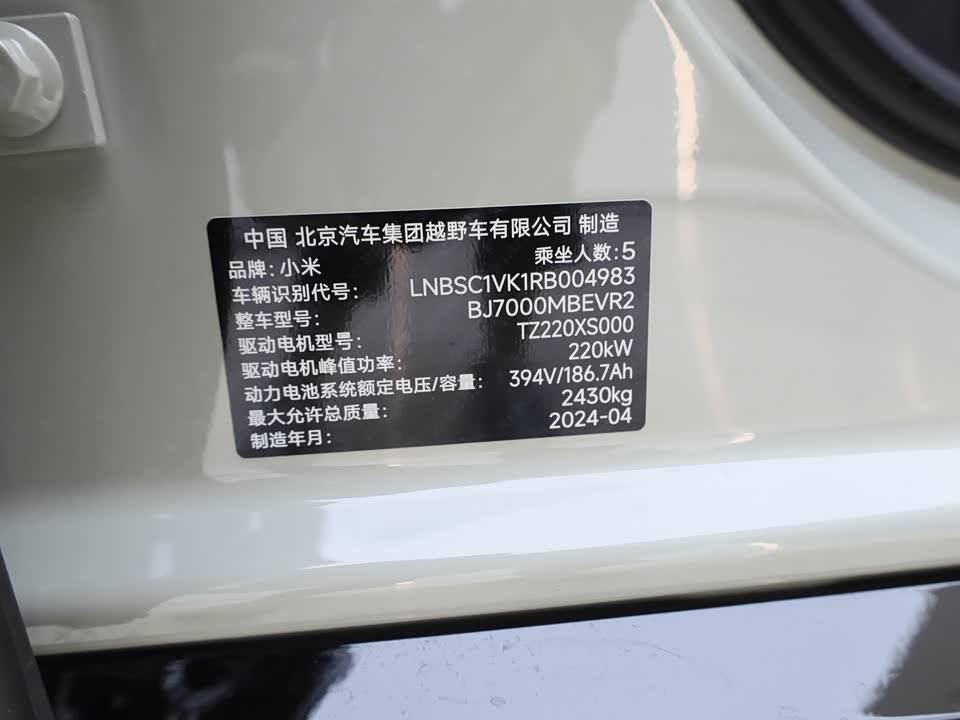 中国 北京汽车集团越野车有限公司 制造
品牌:小米 乘坐人数:5
车辆识别代号: LNBSC1VK1RB004983
整车型号: BJ7000MBEVR2
驱动电机型号: TZ220XS000
驱动电机峰值功率: 220kW
动力电池系统额定电压/容量: 394V/186.7Ah
最大允许总质量: 2430kg
制造年月: 2024-04